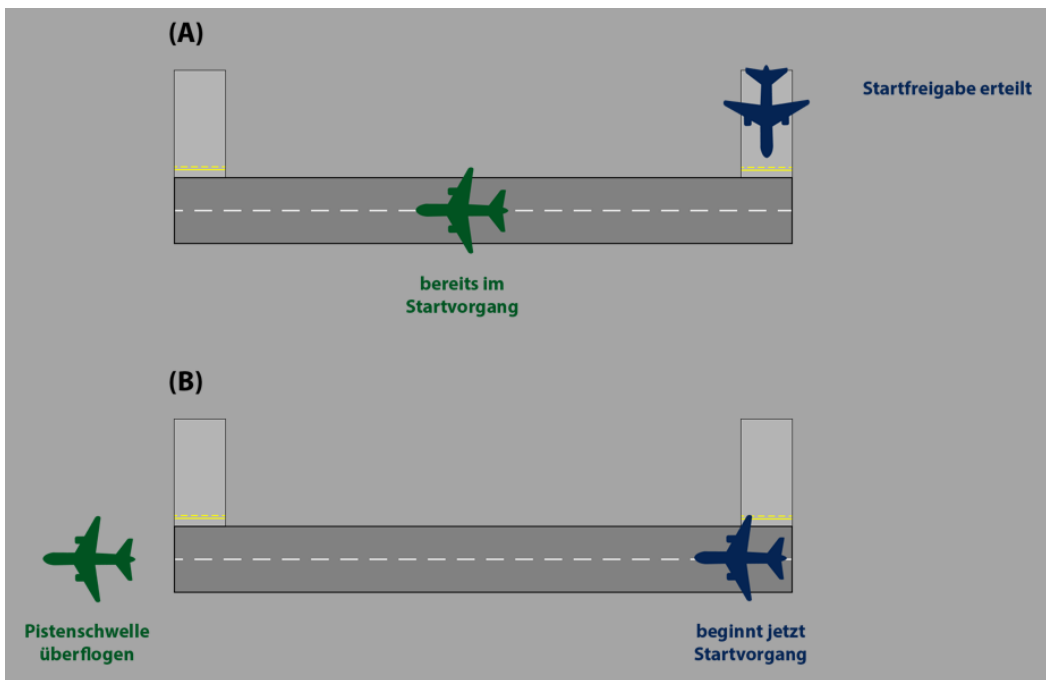 (A)
Startfreigabe erteilt
bereits im
Startvorgang
(B)
Pistenschwelle
überflogen
beginnt jetzt
Startvorgang